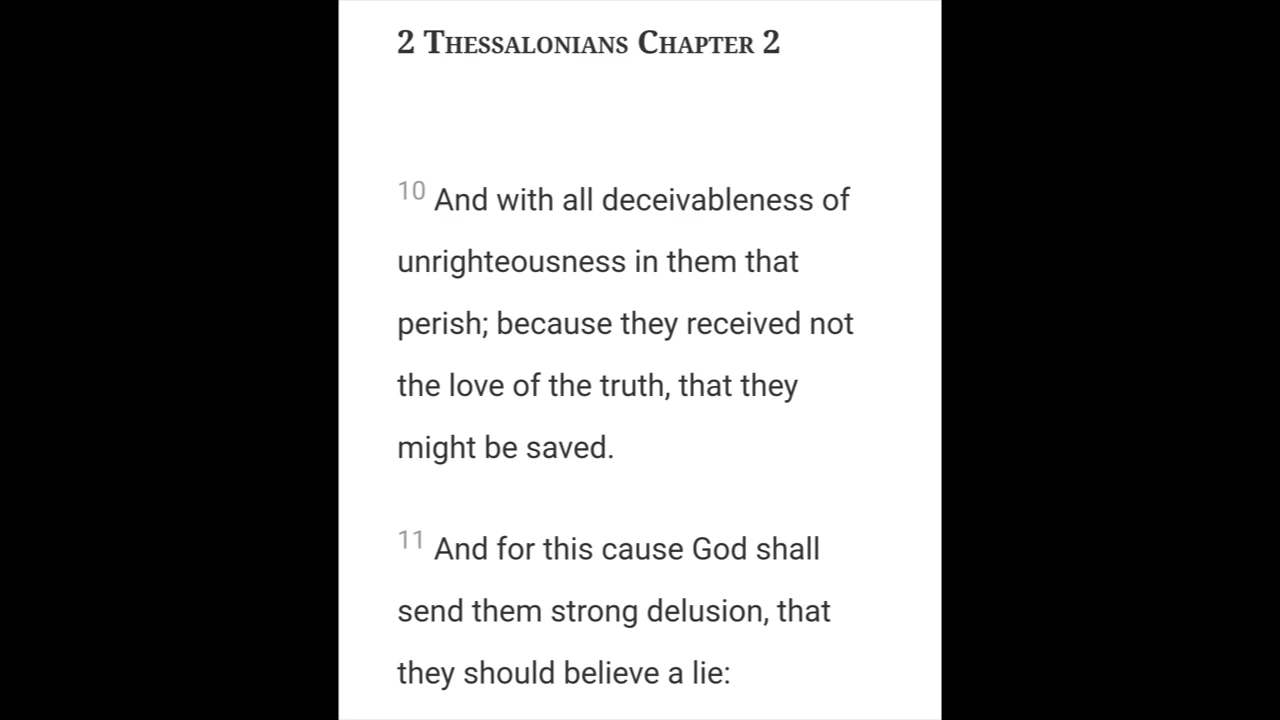 2 Thessalonians Chapter 2
10 And with all deceivableness of
unrighteousness in them that
perish; because they received not
the love of the truth, that they
might be saved.
11 And for this cause God shall
send them strong delusion, that
they should believe a lie: